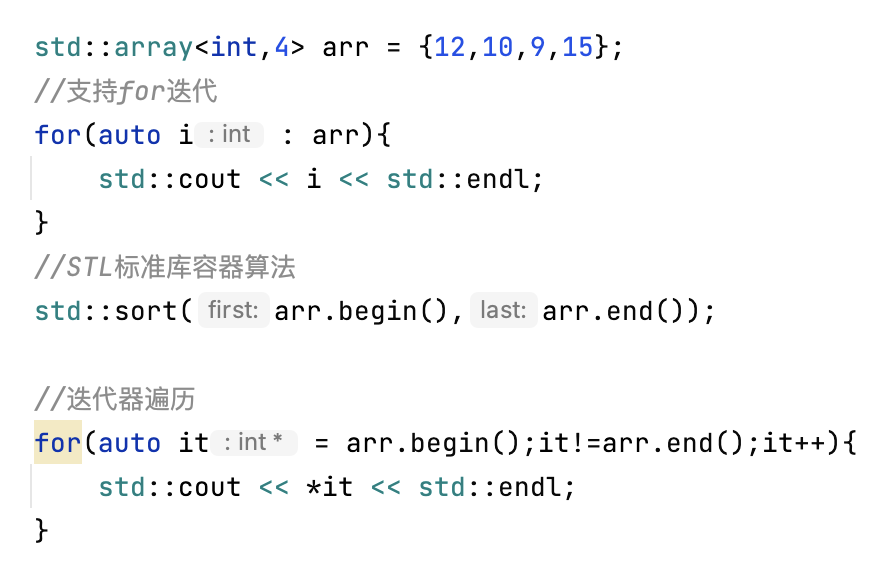 std::array<int,4> arr = {12,10,9,15};
//支持for迭代
for(auto i : int : arr){
    std::cout << i << std::endl;
}
//STL标准库容器算法
std::sort( first: arr.begin(), last: arr.end());
//迭代器遍历
for(auto it : int * = arr.begin();it!=arr.end();it++){
    std::cout << *it << std::endl;
}